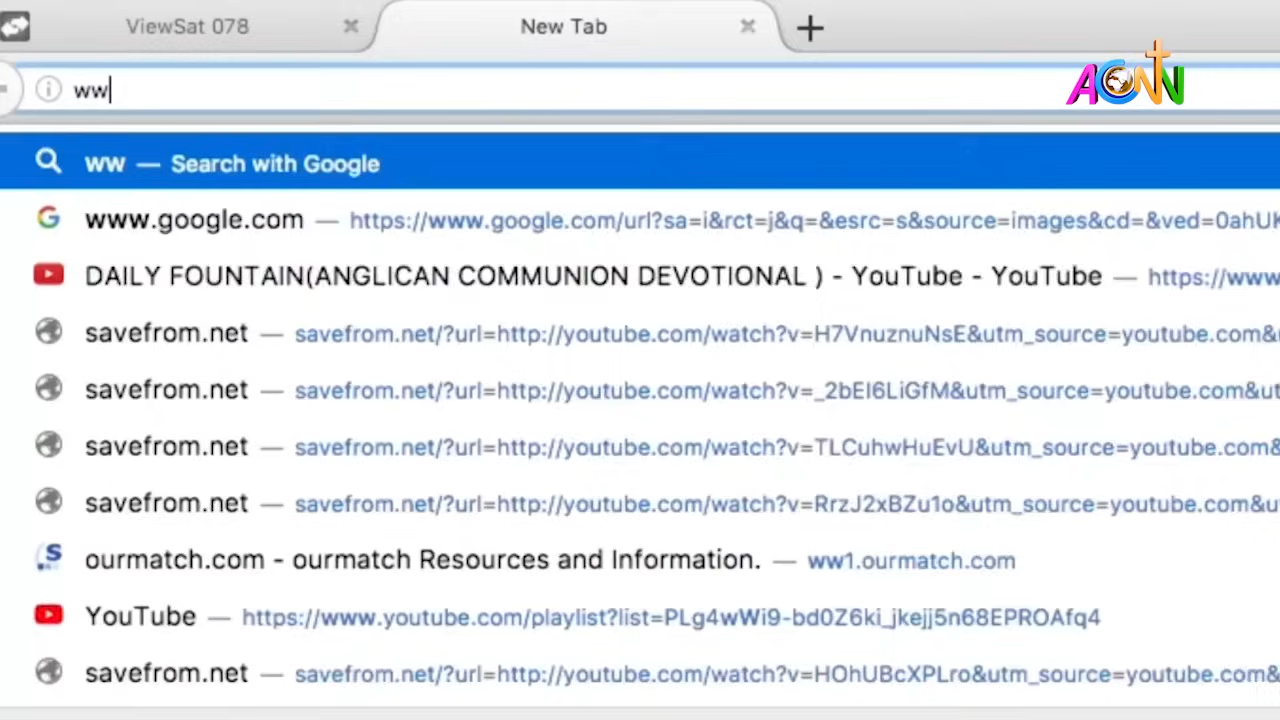 ViewSat 078
New Tab
ACNN
ww
ww — Search with Google
www.google.com — https://www.google.com/url?sa=i&rct=j&q=&esrc=s&source=images&cd=&ved=0ahUK
DAILY FOUNTAIN(ANGLICAN COMMUNION DEVOTIONAL ) - YouTube - YouTube — https://www
savefrom.net — savefrom.net/?url=http://youtube.com/watch?v=H7VnuznuNsE&utm_source=youtube.com&u
savefrom.net — savefrom.net/?url=http://youtube.com/watch?v=_2bEI6LiGfM&utm_source=youtube.com&ut
savefrom.net — savefrom.net/?url=http://youtube.com/watch?v=TLCuhwHuEvU&utm_source=youtube.com&
savefrom.net — savefrom.net/?url=http://youtube.com/watch?v=RrzJ2xBZu1o&utm_source=youtube.com&u
ourmatch.com - ourmatch Resources and Information. — ww1.ourmatch.com
YouTube — https://www.youtube.com/playlist?list=PLg4wWi9-bd0Z6ki_jkejj5n68EPROAfq4
savefrom.net — savefrom.net/?url=http://youtube.com/watch?v=HOhUBcXPLro&utm_source=youtube.com&u